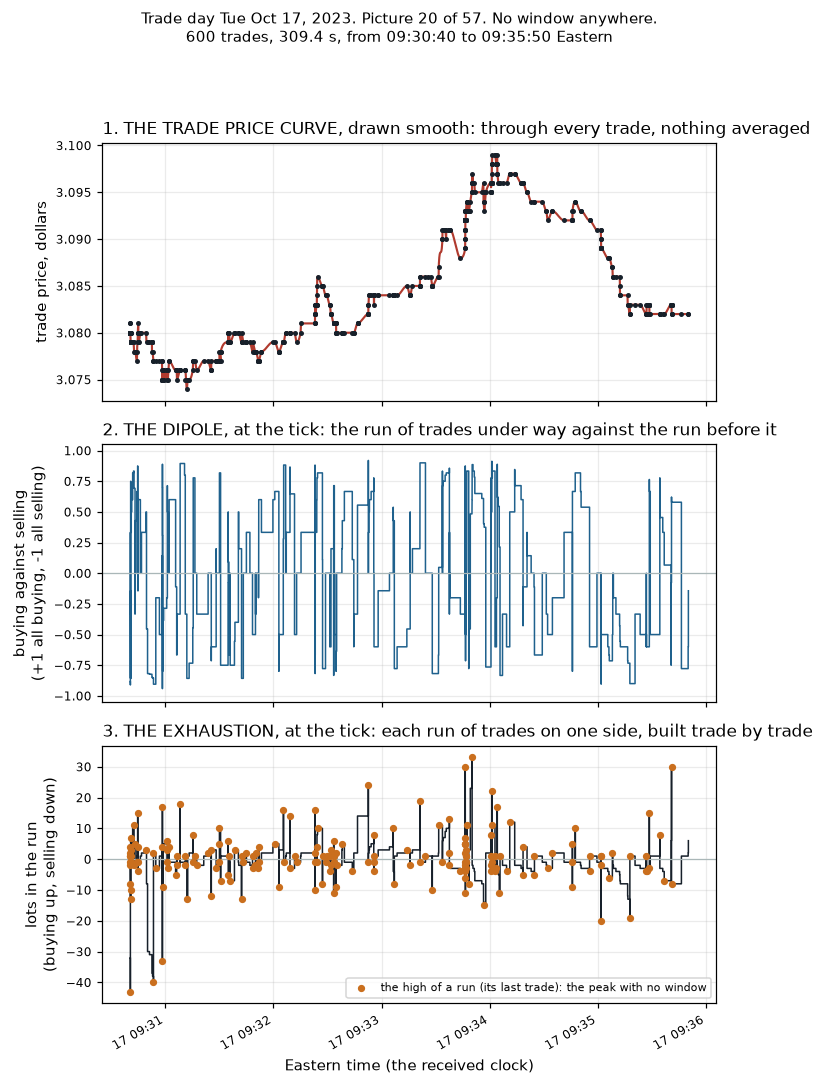 Trade day Tue Oct 17, 2023. Picture 20 of 57. No window anywhere.
600 trades, 309.4 s, from 09:30:40 to 09:35:50 Eastern
1. THE TRADE PRICE CURVE, drawn smooth: through every trade, nothing averaged
trade price, dollars
3.100
3.095
3.090
3.085
3.080
3.075
2. THE DIPOLE, at the tick: the run of trades under way against the run before it
buying against selling
(+1 all buying, -1 all selling)
1.00
0.75
0.50
0.25
0.00
−0.25
−0.50
−0.75
−1.00
3. THE EXHAUSTION, at the tick: each run of trades on one side, built trade by trade
lots in the run
(buying up, selling down)
30
20
10
0
−10
−20
−30
−40
the high of a run (its last trade): the peak with no window
17 09:31
17 09:32
17 09:33
17 09:34
17 09:35
17 09:36
Eastern time (the received clock)